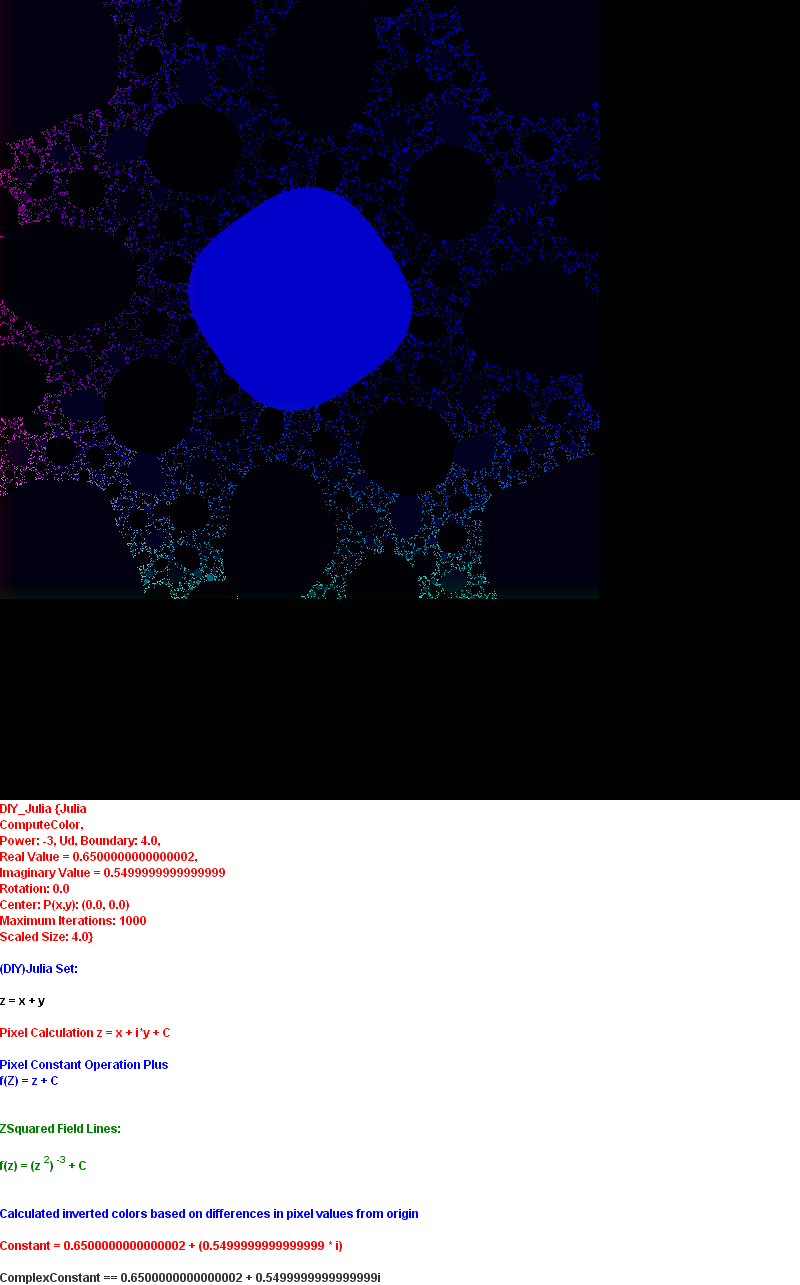 DIY_Julia {Julia
ComputeColor,
Power: -3, Ud, Boundary: 4.0,
Real Value = 0.6500000000000002,
Imaginary Value = 0.5499999999999999
Rotation: 0.0
Center: P(x,y): (0.0, 0.0)
Maximum Iterations: 1000
Scaled Size: 4.0}
(DIY)Julia Set:
z = x + y
Pixel Calculation z = x + i*y + C
Pixel Constant Operation Plus
f(Z) = z + C
ZSquared Field Lines:
f(z) = (z 2) -3 + C
Calculated inverted colors based on differences in pixel values from origin
Constant = 0.6500000000000002 + (0.5499999999999999 * i)
ComplexConstant == 0.6500000000000002 + 0.5499999999999999i